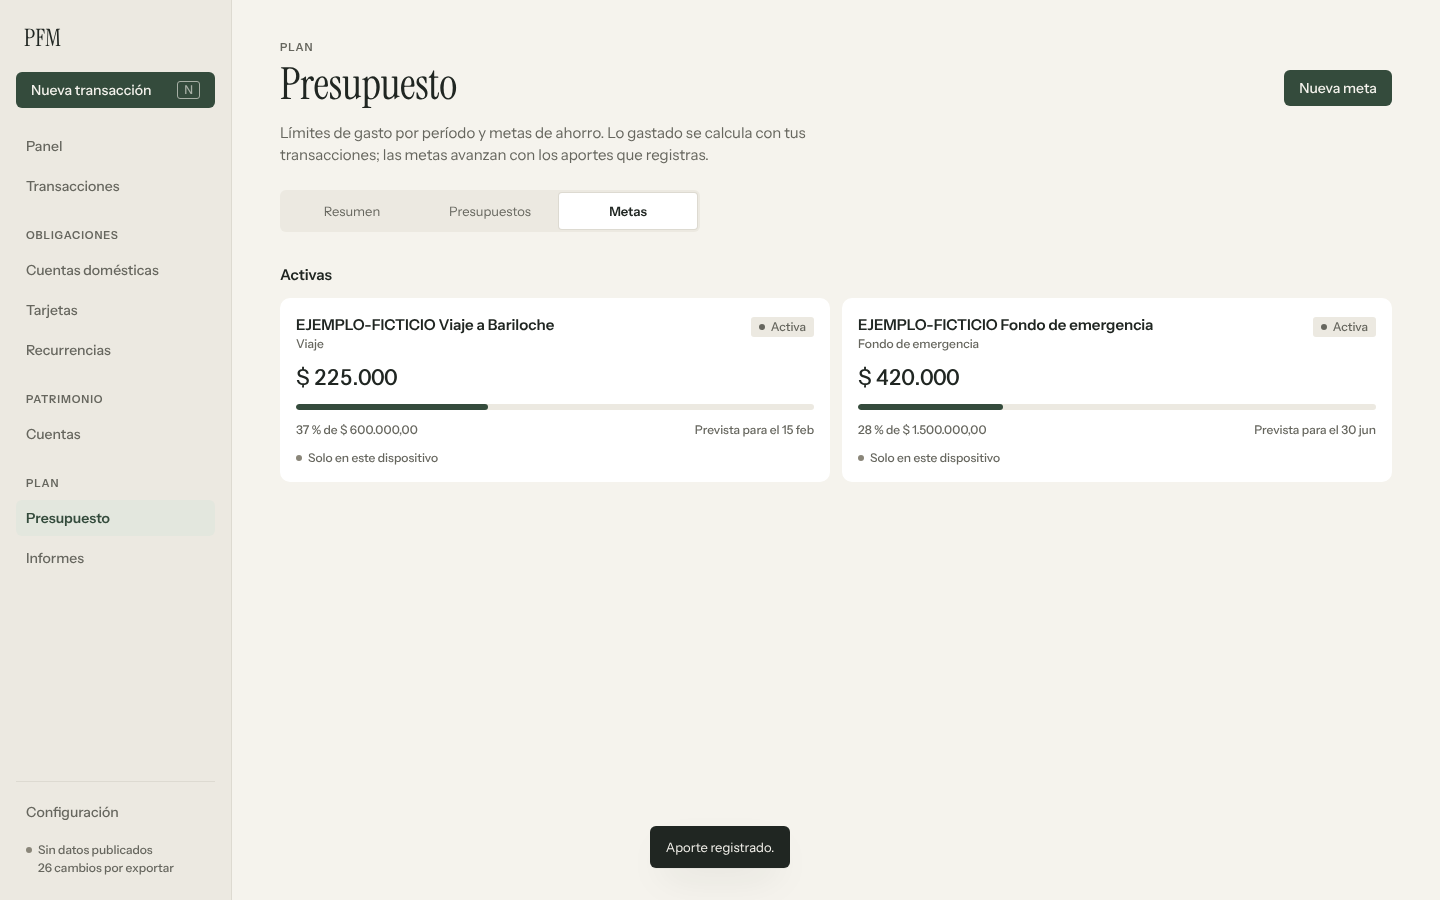 PFM
Nueva transacción N
Panel
Transacciones
OBLIGACIONES
Cuentas domésticas
Tarjetas
Recurrencias
PATRIMONIO
Cuentas
PLAN
Presupuesto
Informes
Configuración
Sin datos publicados
26 cambios por exportar
PLAN
Presupuesto
Nueva meta
Límites de gasto por período y metas de ahorro. Lo gastado se calcula con tus
transacciones; las metas avanzan con los aportes que registras.
Resumen Presupuestos Metas
Activas
EJEMPLO-FICTICIO Viaje a Bariloche
Activa
Viaje
$ 225.000
37 % de $ 600.000,00 Prevista para el 15 feb
Solo en este dispositivo
EJEMPLO-FICTICIO Fondo de emergencia
Activa
Fondo de emergencia
$ 420.000
28 % de $ 1.500.000,00 Prevista para el 30 jun
Solo en este dispositivo
Aporte registrado.